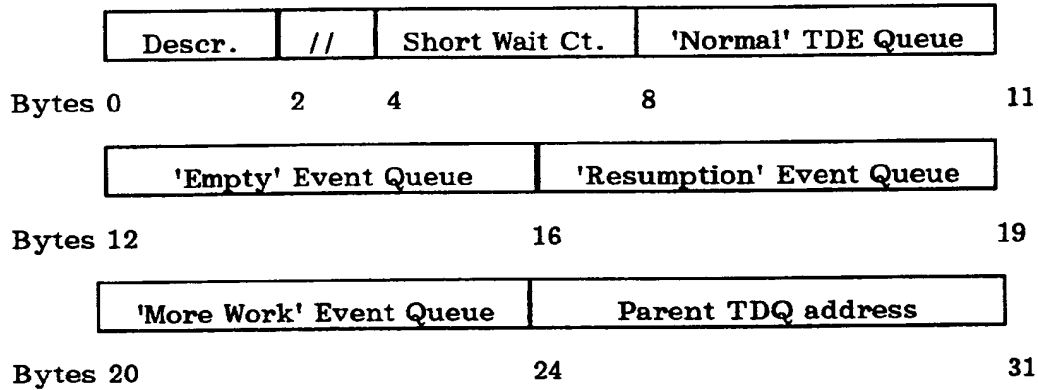 Descr. // Short Wait Ct. 'Normal' TDE Queue
Bytes 0 2 4 8 11
'Empty' Event Queue 'Resumption' Event Queue
Bytes 12 16 19
'More Work' Event Queue Parent TDQ address
Bytes 20 24 31